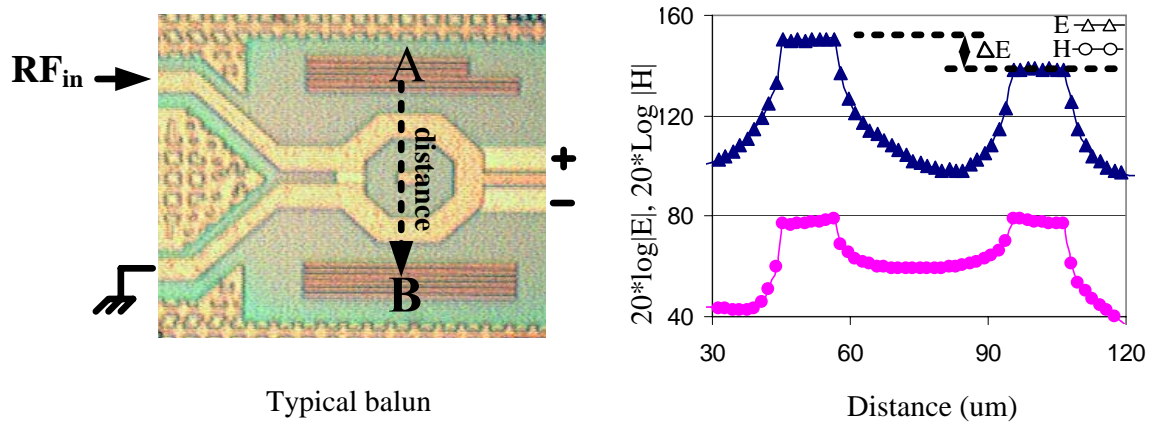 RFin
A
distance
B
+
−
Typical balun
20*log|E|, 20*Log |H|
160
120
80
40
E
H
ΔE
30 60 90 120
Distance (um)